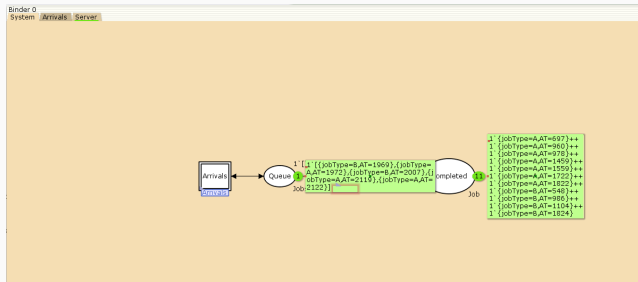 Binder 0
System Arrivals Server
Arrivals
Arrivals
Queue
1
1`[
Job
1`[{jobType=B,AT=1969},{jobType=
A,AT=1972},{jobType=B,AT=2007},{j
obType=A,AT=2119},{jobType=A,AT=
2122}]
ompleted
11
Job
1`{jobType=A,AT=697}++
1`{jobType=A,AT=960}++
1`{jobType=A,AT=978}++
1`{jobType=A,AT=1459}++
1`{jobType=A,AT=1559}++
1`{jobType=A,AT=1722}++
1`{jobType=A,AT=1822}++
1`{jobType=B,AT=548}++
1`{jobType=B,AT=986}++
1`{jobType=B,AT=1104}++
1`{jobType=B,AT=1824}